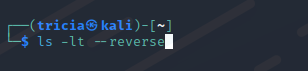 ┌──(tricia㉿kali)-[~]
└─$ ls -lt --reverse